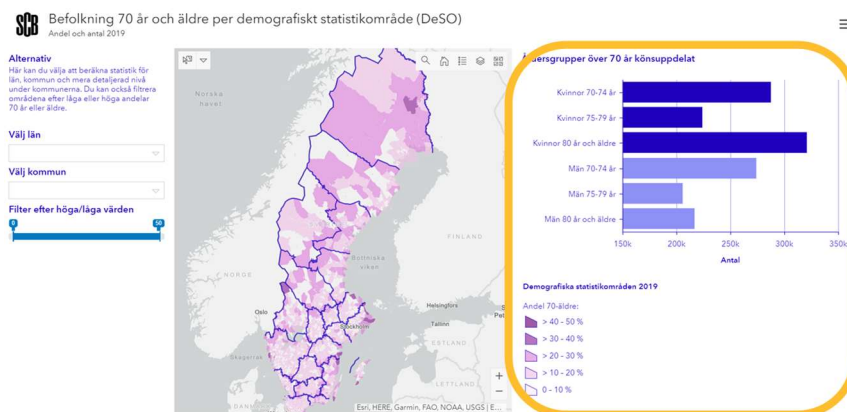 SCB
Befolkning 70 år och äldre per demografiskt statistikområde (DeSO)
Andel och antal 2019
Alternativ
Här kan du välja att beräkna statistik för
län, kommun och mera detaljerad nivå
under kommunerna. Du kan också filtrera
områdena efter låga eller höga andelar
70 år eller äldre.
Välj län
Välj kommun
Filter efter höga/låga värden
0
50
Norska
havet
NORGE
Oslo
Skagerrak
Stockholm
Bottniska
viken
FINLAND
Helsingfors
Tallinn
ESTLAND
LETTLAND
DANMARK
Esri, HERE, Garmin, FAO, NOAA, USGS | E...
Åldersgrupper över 70 år könsuppdelat
Kvinnor 70-74 år
Kvinnor 75-79 år
Kvinnor 80 år och äldre
Män 70-74 år
Män 75-79 år
Män 80 år och äldre
150k 200k 250k 300k 350k
Antal
Demografiska statistikområden 2019
Andel 70-äldre:
> 40 – 50 %
> 30 – 40 %
> 20 – 30 %
> 10 – 20 %
0 – 10 %